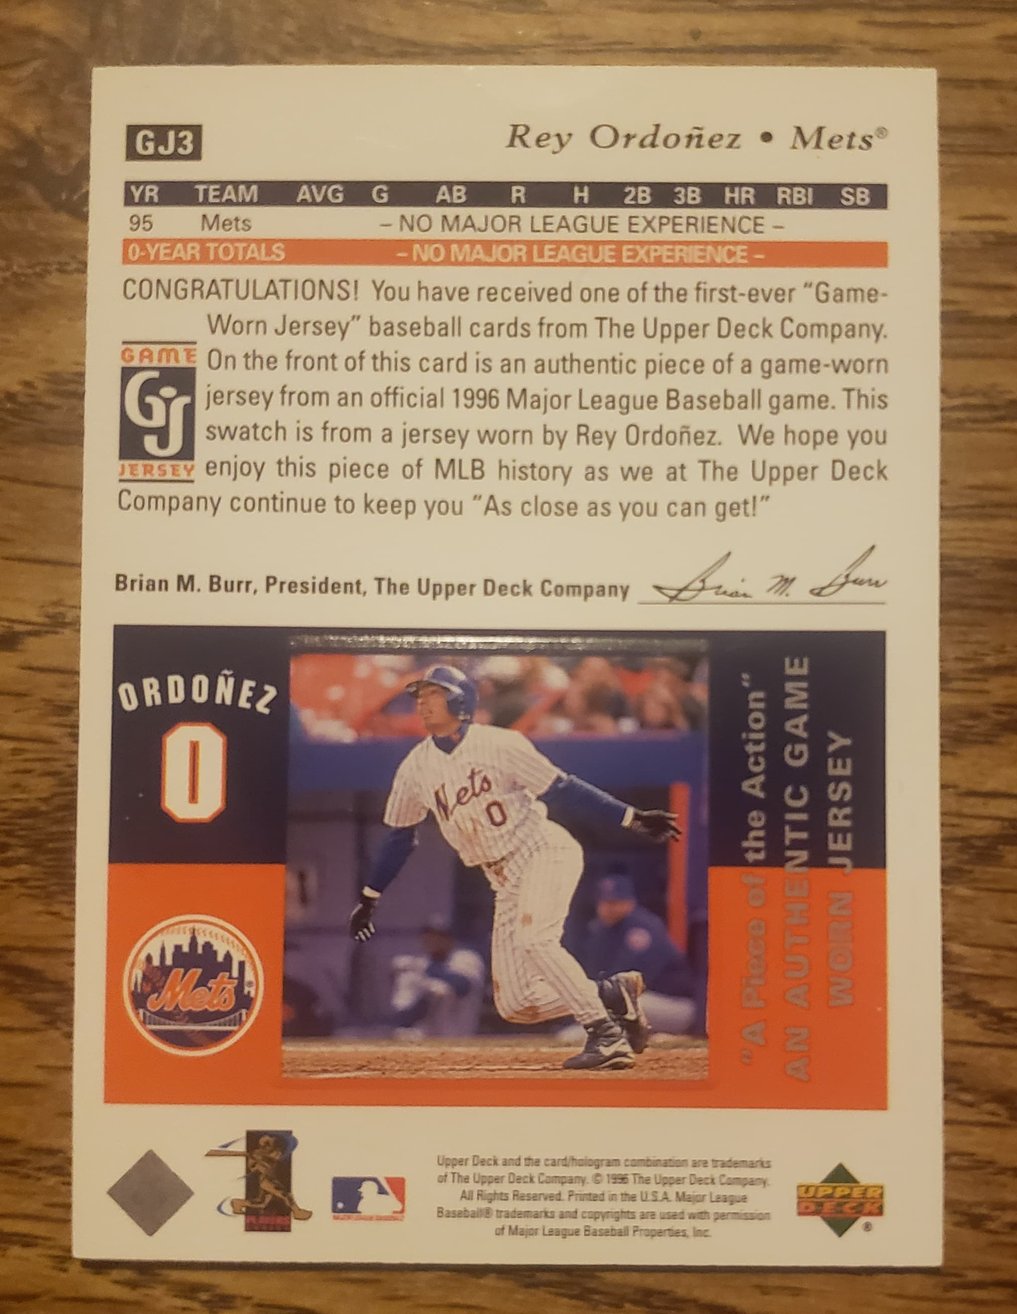 GJ3
Rey Ordoñez • Mets®
YR TEAM AVG G AB R H 2B 3B HR RBI SB
95 Mets – NO MAJOR LEAGUE EXPERIENCE –
0-YEAR TOTALS – NO MAJOR LEAGUE EXPERIENCE –
CONGRATULATIONS! You have received one of the first-ever "Game-
Worn Jersey" baseball cards from The Upper Deck Company.
On the front of this card is an authentic piece of a game-worn
jersey from an official 1996 Major League Baseball game. This
swatch is from a jersey worn by Rey Ordoñez. We hope you
enjoy this piece of MLB history as we at The Upper Deck
Company continue to keep you "As close as you can get!"
GAME
GJ
JERSEY
Brian M. Burr, President, The Upper Deck Company Brian M. Burr
ORDOÑEZ
0
Mets
0
"A Piece of the Action"
AN AUTHENTIC GAME
WORN JERSEY
Mets
Upper Deck and the card/hologram combination are trademarks
of The Upper Deck Company. © 1996 The Upper Deck Company.
All Rights Reserved. Printed in the U.S.A. Major League
Baseball® trademarks and copyrights are used with permission
of Major League Baseball Properties, Inc.
UPPER
DECK
®